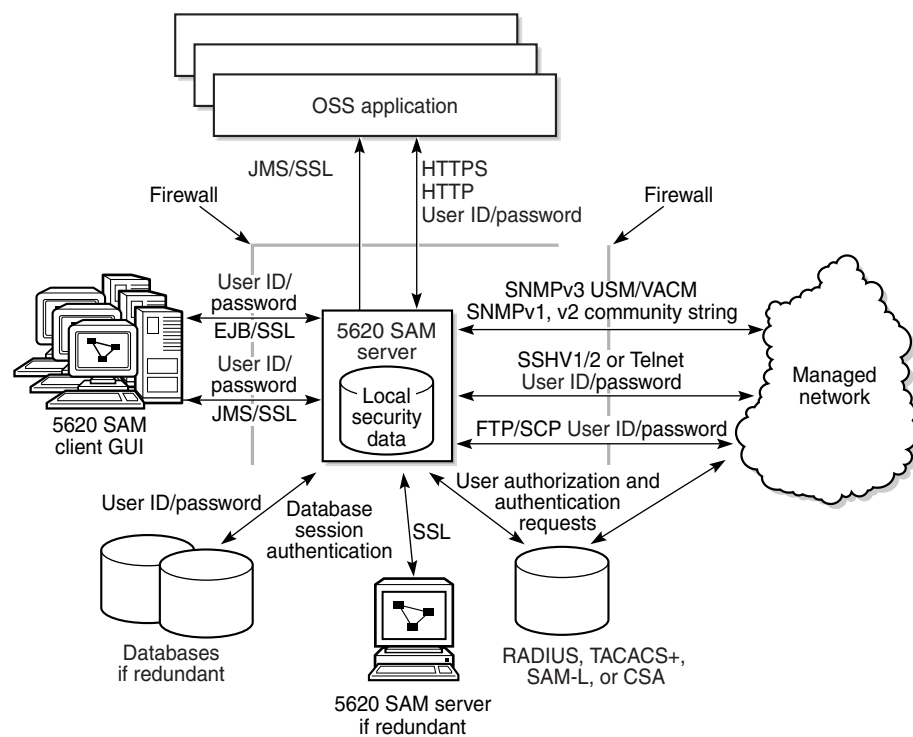 OSS application
JMS/SSL
HTTPS
HTTP
User ID/password
Firewall
Firewall
User ID/
password
EJB/SSL
User ID/
password
JMS/SSL
5620 SAM
client GUI
5620 SAM
server
Local
security
data
SNMPv3 USM/VACM
SNMPv1, v2 community string
SSHV1/2 or Telnet
User ID/password
FTP/SCP User ID/password
Managed
network
User ID/password
Database
session
authentication
SSL
User authorization and
authentication
requests
Databases
if redundant
5620 SAM server
if redundant
RADIUS, TACACS+,
SAM-L, or CSA